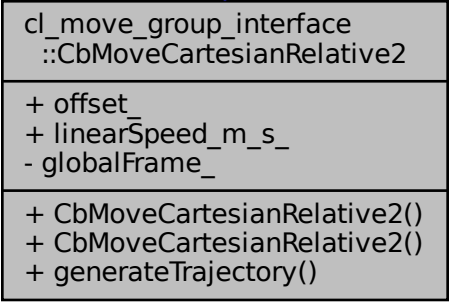 cl_move_group_interface
::CbMoveCartesianRelative2
+ offset_
+ linearSpeed_m_s_
- globalFrame_
+ CbMoveCartesianRelative2()
+ CbMoveCartesianRelative2()
+ generateTrajectory()